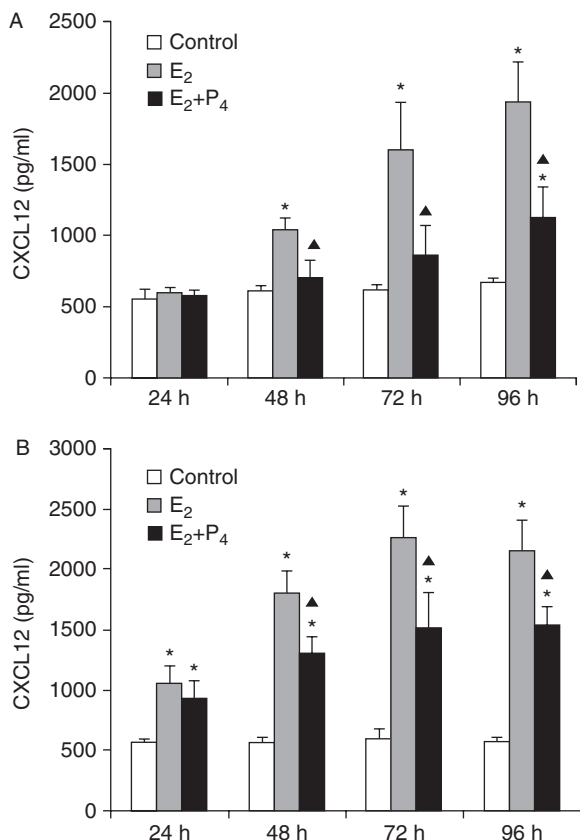 A
2500
2000
1500
1000
500
0
CXCL12 (pg/ml)
Control
E₂
E₂+P₄
*
*
*
*
24 h 48 h 72 h 96 h
B
3000
2500
2000
1500
1000
500
0
CXCL12 (pg/ml)
Control
E₂
E₂+P₄
* *
*
*
*
*
*
*
24 h 48 h 72 h 96 h